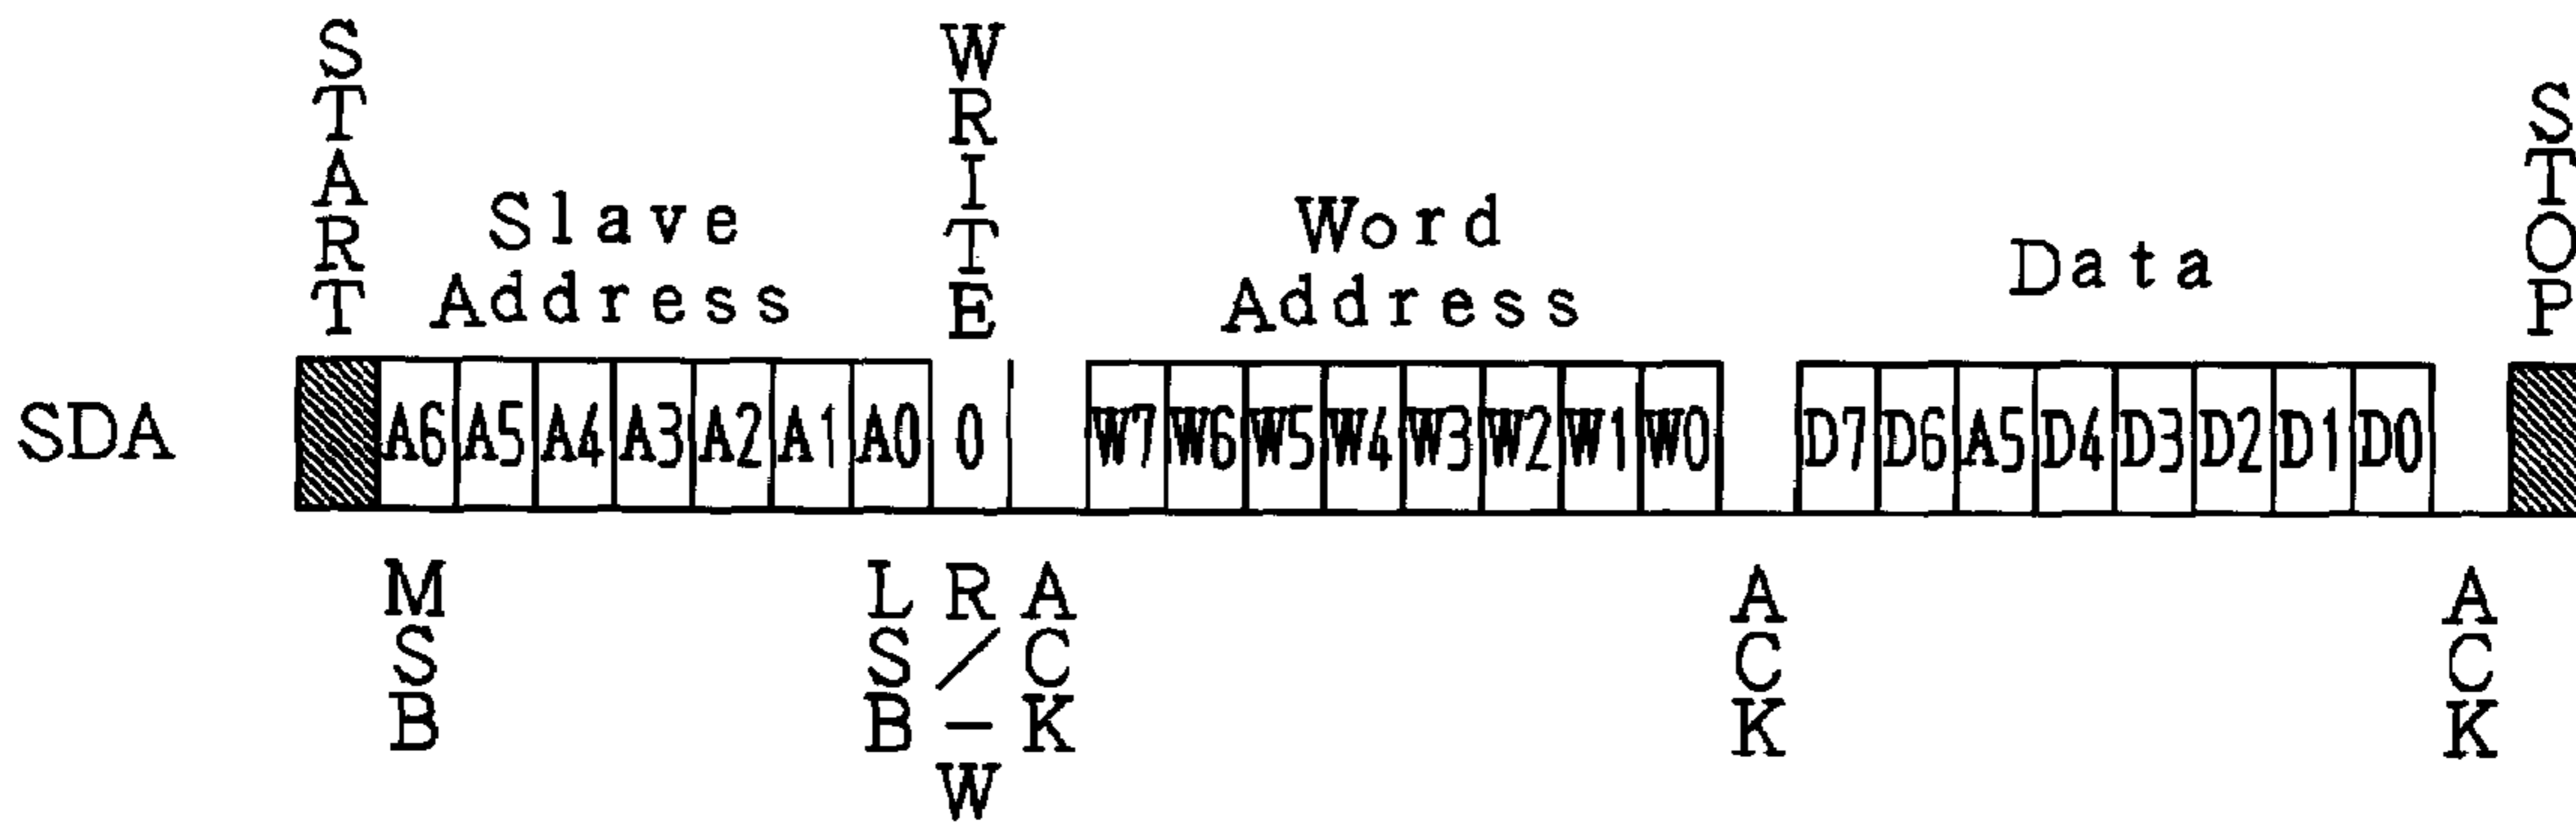 START
Slave
Address
WRITE
Word
Address
Data
STOP
SDA
A6 A5 A4 A3 A2 A1 A0 0 W7 W6 W5 W4 W3 W2 W1 W0 D7 D6 A5 D4 D3 D2 D1 D0
MSB
LSB
R/W̅
ACK
ACK
ACK